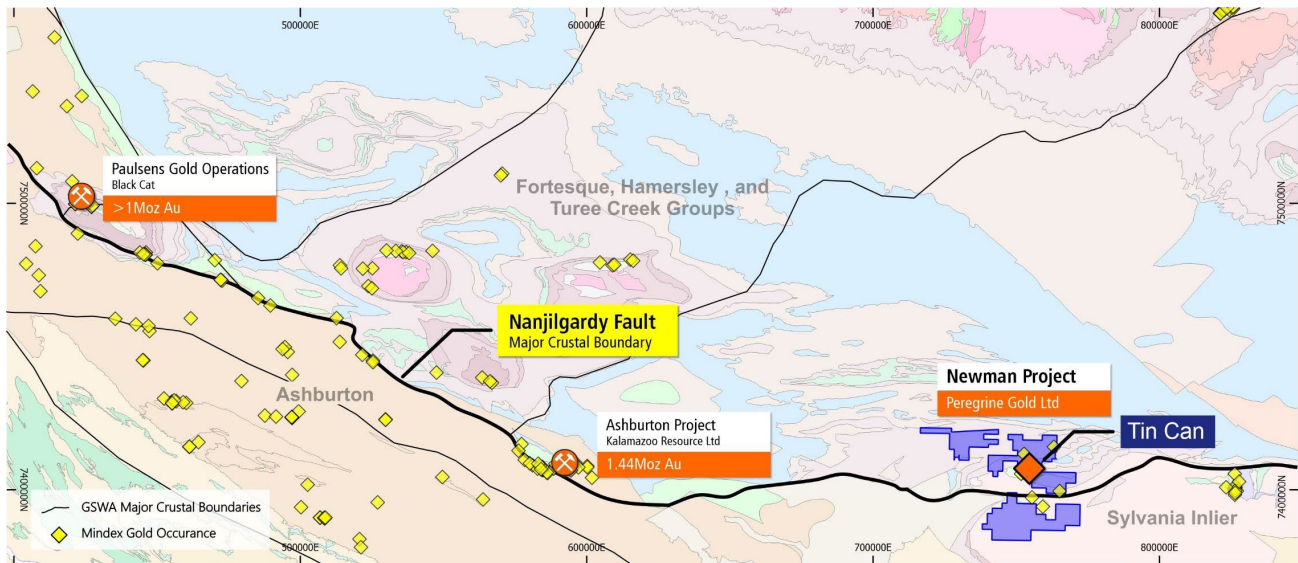 500000E
600000E
700000E
800000E
Paulsens Gold Operations
Black Cat
>1Moz Au
7500000N
7500000N
Fortesque, Hamersley , and
Turee Creek Groups
Nanjilgardy Fault
Major Crustal Boundary
Ashburton
Newman Project
Peregrine Gold Ltd
Tin Can
Ashburton Project
Kalamazoo Resource Ltd
1.44Moz Au
7400000N
7400000N
Sylvania Inlier
GSWA Major Crustal Boundaries
Mindex Gold Occurance
500000E
600000E
700000E
800000E